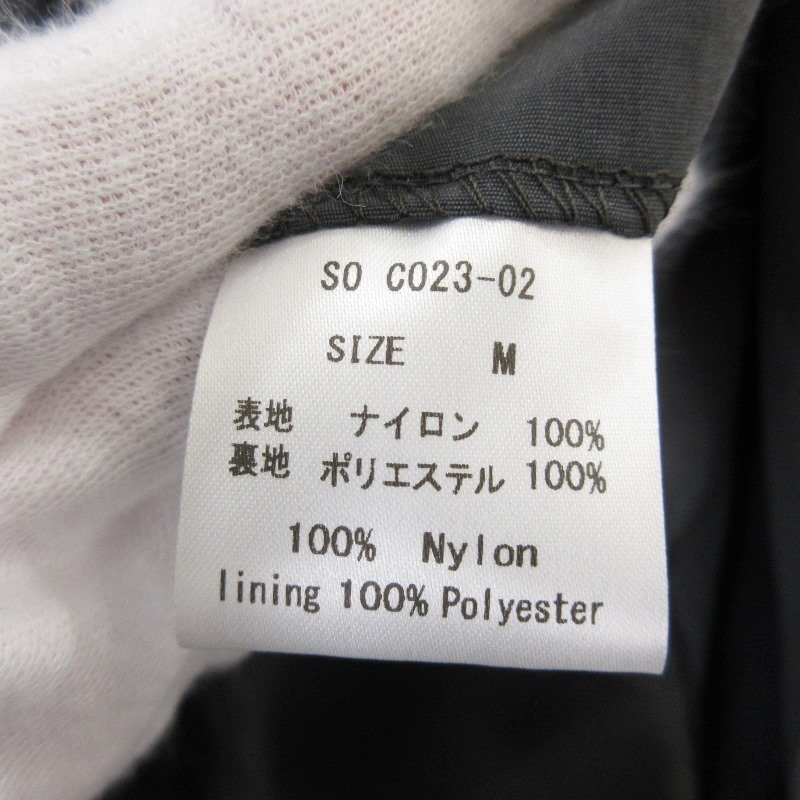 SO C023-02
SIZE M
表地 ナイロン 100%
裏地 ポリエステル 100%
100% Nylon
lining 100% Polyester